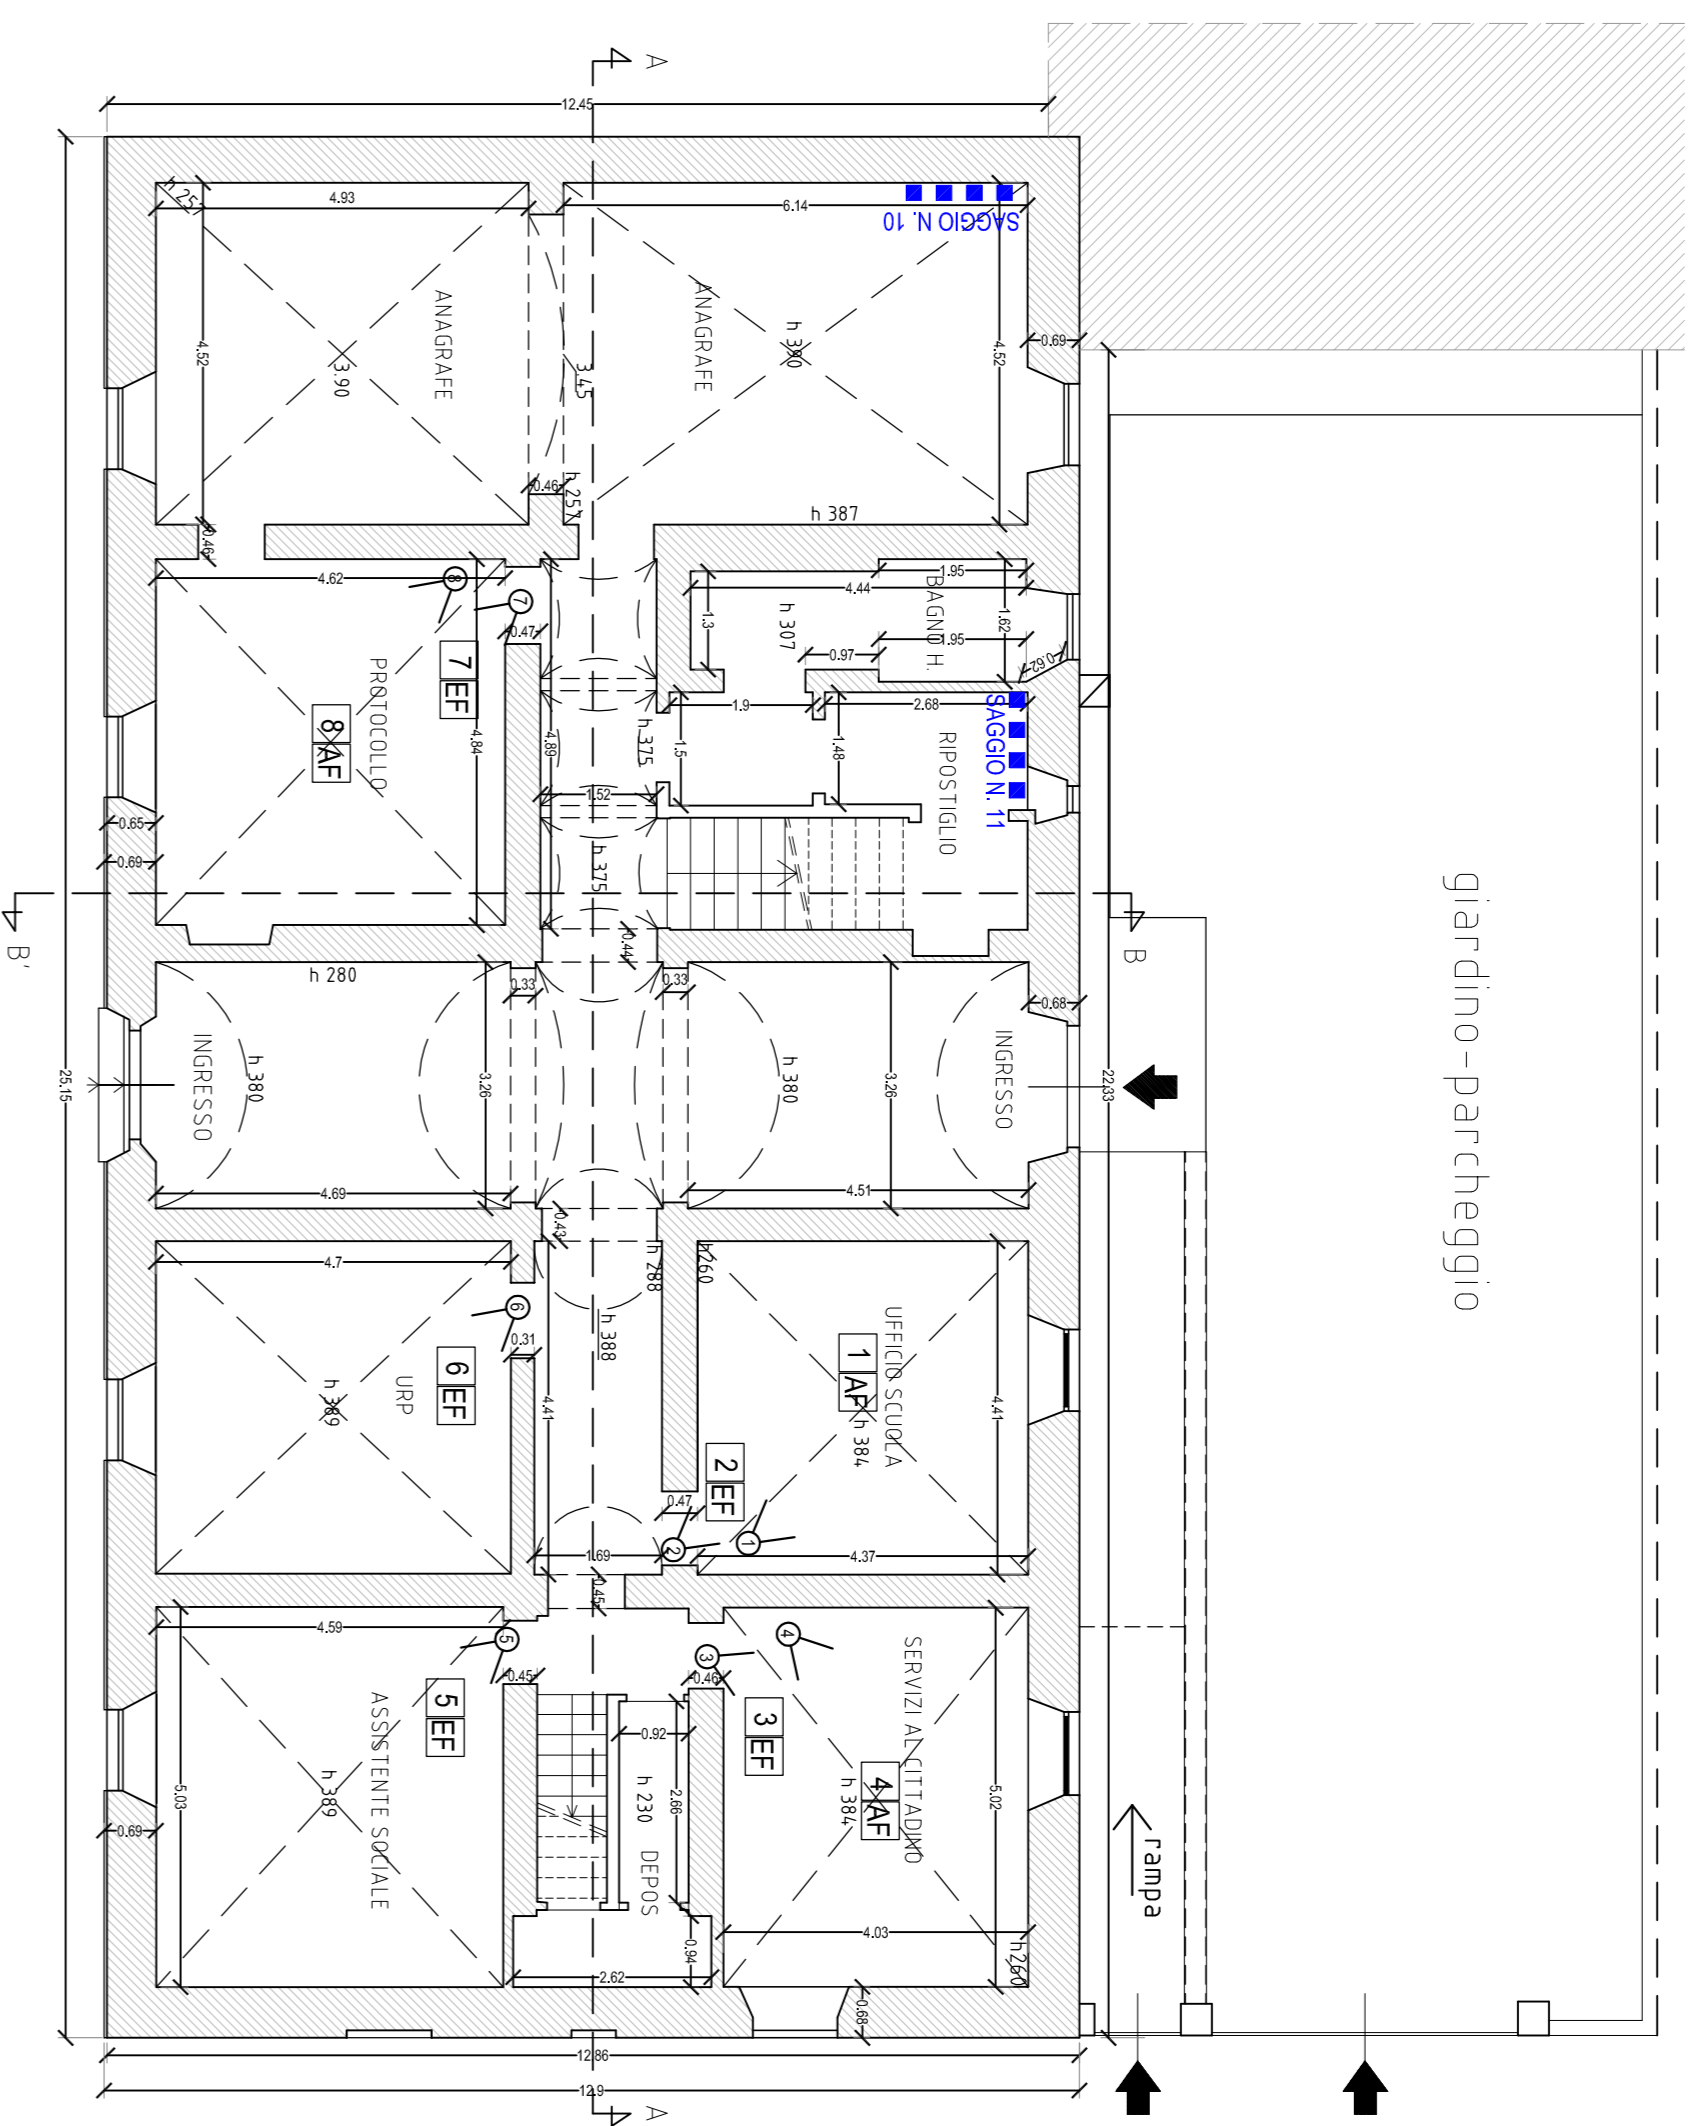 A
12.45
4.93
h 257
6.14
SAGGIO N. 10
4.52
ANAGRAFE
3.90
3.45
ANAGRAFE
h 390
4.52
0.69
0.46
h 257
h 387
0.46
4.62
8
7
0.47
7 EF
PROTOCOLLO
8 AF
4.84
4.89
1.52
h 375
h 375
1.95
4.44
BAGNO H.
1.62
1.3
h 307
1.95
0.97
0.62
1.9
2.68
SAGGIO N. 11
1.5
1.48
RIPOSTIGLIO
0.65
0.69
B'
B
0.44
h 280
0.33
0.33
0.68
INGRESSO
h 380
3.26
h 380
3.26
INGRESSO
22.33
25.15
giardino-parcheggio
4.69
4.51
0.43
4.7
h 288
h 260
6
0.31
h 388
6 EF
URP
h 389
4.41
UFFICIO SCUOLA
1 AF
h 384
4.41
2 EF
0.47
2
1
1.69
4.37
0.45
4.59
5
4
3
0.45
0.46
5 EF
3 EF
ASSISTENTE SOCIALE
h 389
5.03
0.92
2.66
h 230
DEPOS
SERVIZI AL CITTADINO
4 AF
h 384
5.02
0.69
rampa
4.03
0.94
h 260
2.62
0.68
12.86
12.9
A